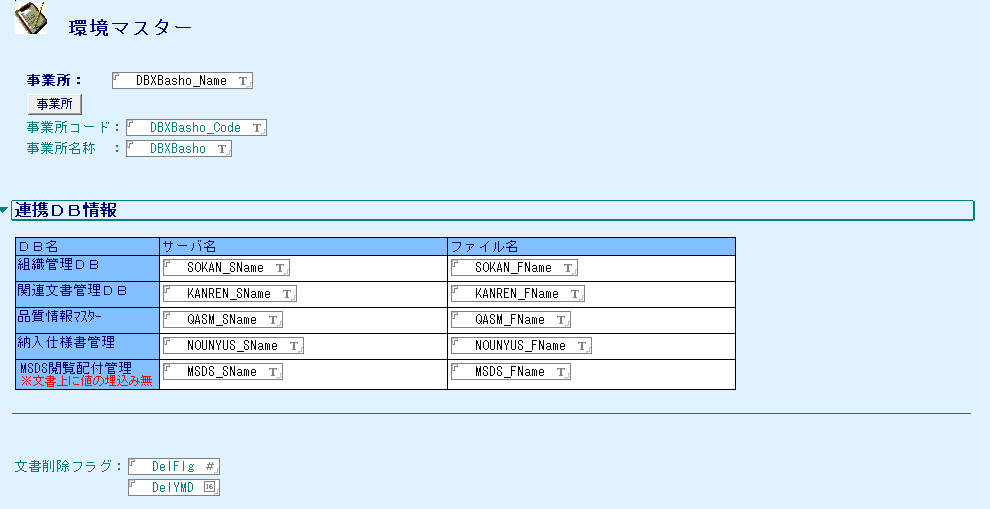 環境マスター
事業所： DBXBasho_Name T
事業所
事業所コード： DBXBasho_Code T
事業所名称　： DBXBasho T
連携ＤＢ情報
ＤＢ名 サーバ名 ファイル名
組織管理ＤＢ SOKAN_SName T SOKAN_FName T
関連文書管理ＤＢ KANREN_SName T KANREN_FName T
品質情報ﾏｽﾀｰ QASM_SName T QASM_FName T
納入仕様書管理 NOUNYUS_SName T NOUNYUS_FName T
MSDS閲覧配付管理 MSDS_SName T MSDS_FName T
※文書上に値の埋込み無
文書削除フラグ： DelFlg #
DelYMD 16